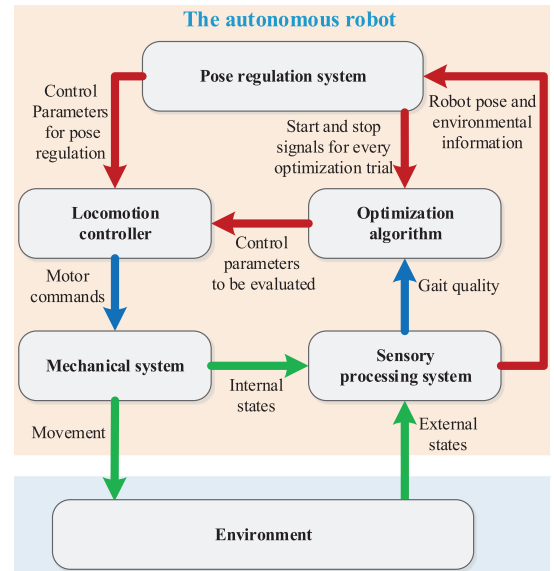 The autonomous robot
Pose regulation system
Control
Parameters
for pose
regulation
Start and stop
signals for every
optimization trial
Robot pose and
environmental
information
Locomotion
controller
Optimization
algorithm
Control
parameters
to be evaluated
Motor
commands
Gait quality
Mechanical system
Sensory
processing system
Internal
states
Movement
External
states
Environment